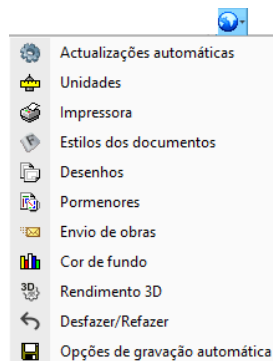 Actualizações automáticas
Unidades
Impressora
Estilos dos documentos
Desenhos
Pormenores
Envio de obras
Cor de fundo
3D Rendimento 3D
Desfazer/Refazer
Opções de gravação automática